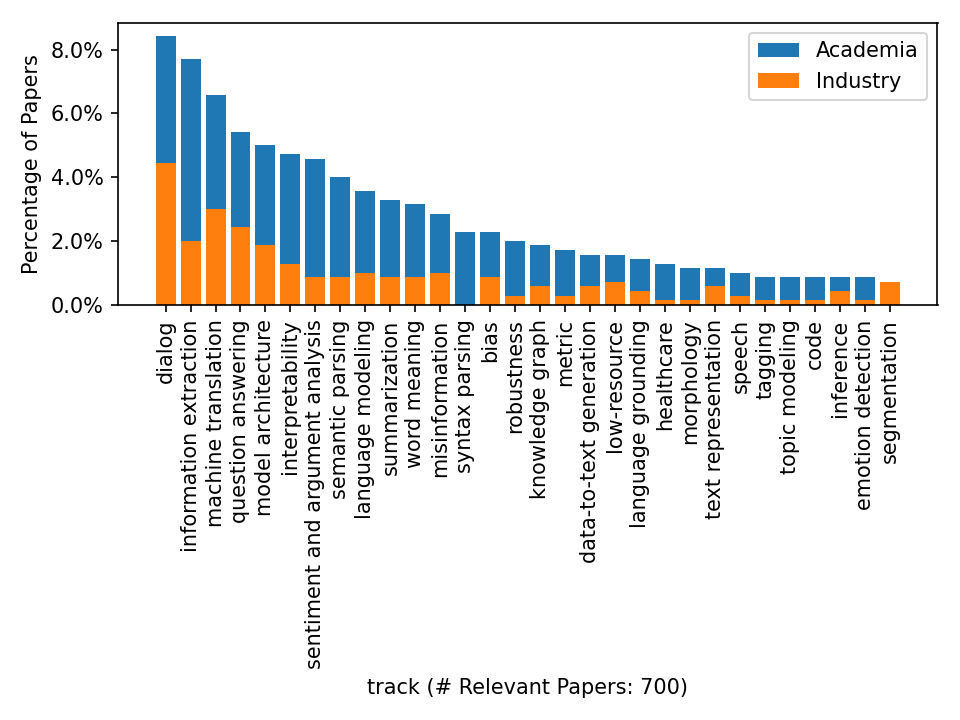 Academia
Industry
Percentage of Papers
8.0%
6.0%
4.0%
2.0%
0.0%
dialog
information extraction
machine translation
question answering
model architecture
interpretability
sentiment and argument analysis
semantic parsing
language modeling
summarization
word meaning
misinformation
syntax parsing
bias
robustness
knowledge graph
metric
data-to-text generation
low-resource
language grounding
healthcare
morphology
text representation
speech
tagging
topic modeling
code
inference
emotion detection
segmentation
track (# Relevant Papers: 700)